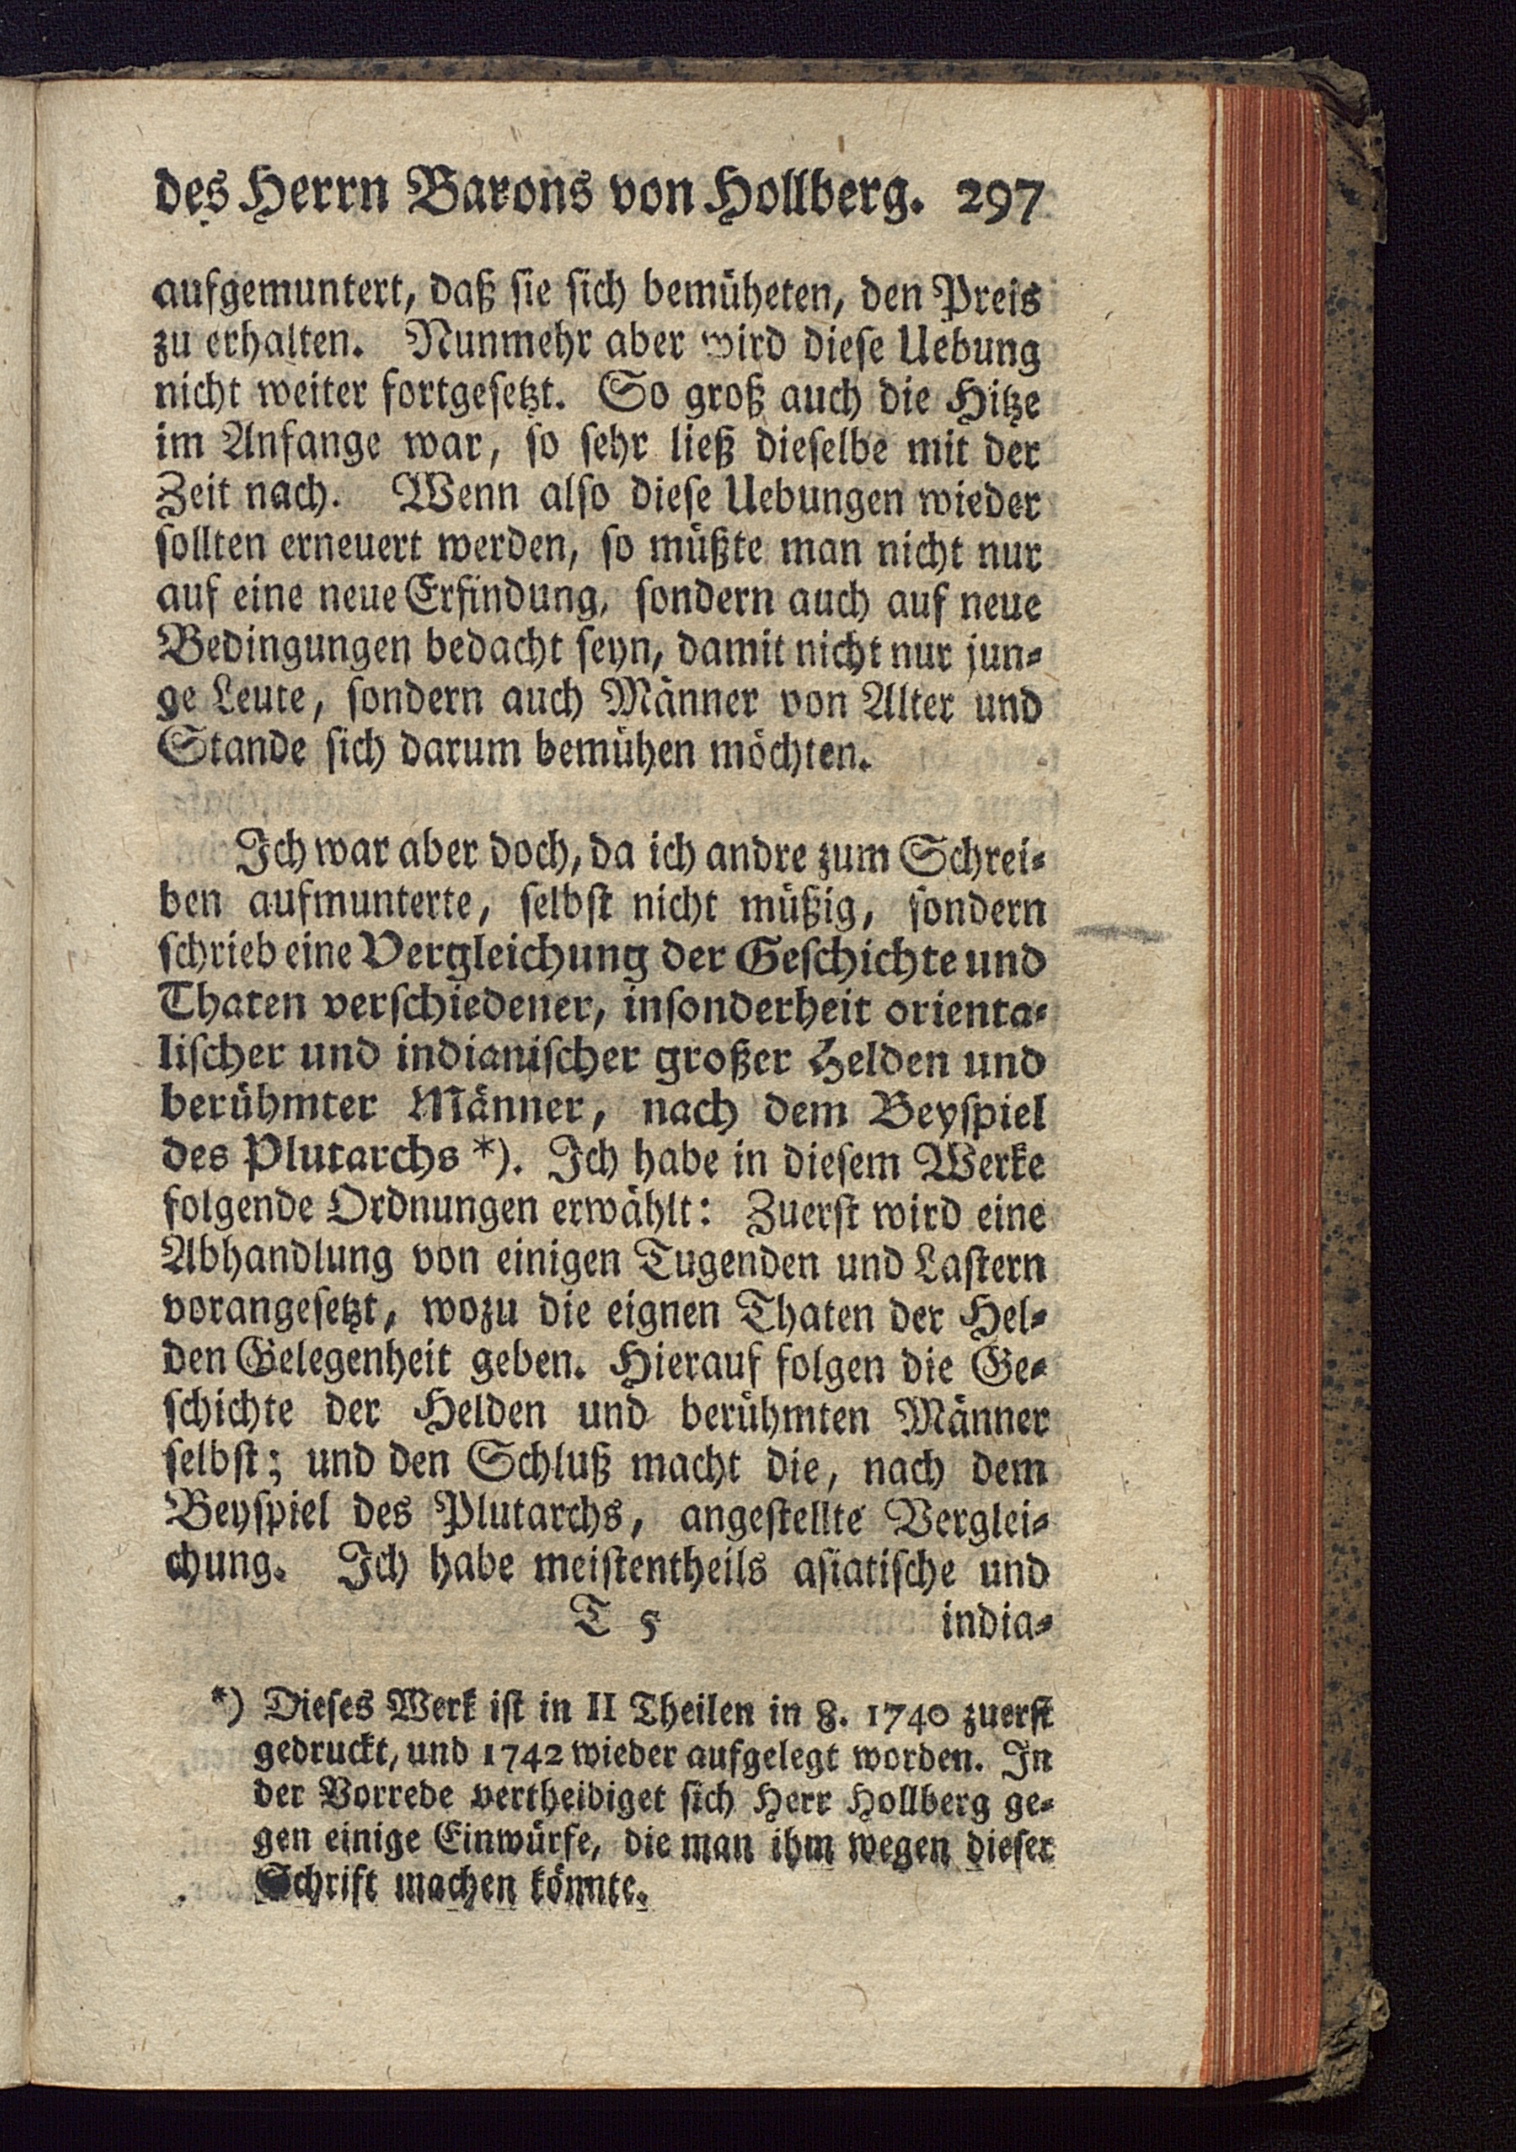 des Herrn Barons von Hollberg. 297
aufgemuntert, daß sie sich bemüheten, den Preis
zu erhalten. Nunmehr aber wird diese Uebung
nicht weiter fortgesetzt. So groß auch die Hitze
im Anfange war, so sehr ließ dieselbe mit der
Zeit nach. Wenn also diese Uebungen wieder
sollten erneuert werden, so müßte man nicht nur
auf eine neue Erfindung, sondern auch auf neue
Bedingungen bedacht seyn, damit nicht nur jun-
ge Leute, sondern auch Männer von Alter und
Stande sich darum bemühen möchten.
Ich war aber doch, da ich andre zum Schrei-
ben aufmunterte, selbst nicht müßig, sondern
schrieb eine Vergleichung der Geschichte und
Thaten verschiedener, insonderheit orienta-
lischer und indianischer großer Helden und
berühmter Männer, nach dem Beyspiel
des Plutarchs *). Ich habe in diesem Werke
folgende Ordnungen erwählt: Zuerst wird eine
Abhandlung von einigen Tugenden und Lastern
vorangesetzt, wozu die eignen Thaten der Hel-
den Gelegenheit geben. Hierauf folgen die Ge-
schichte der Helden und berühmten Männer
selbst; und den Schluß macht die, nach dem
Beyspiel des Plutarchs, angestellte Verglei-
chung. Ich habe meistentheils asiatische und
T 5 india-
*) Dieses Werk ist in II Theilen in 8. 1740 zuerst
gedruckt, und 1742 wieder aufgelegt worden. In
der Vorrede vertheidiget sich Herr Hollberg ge-
gen einige Einwürfe, die man ihm wegen dieser
Schrift machen könnte.